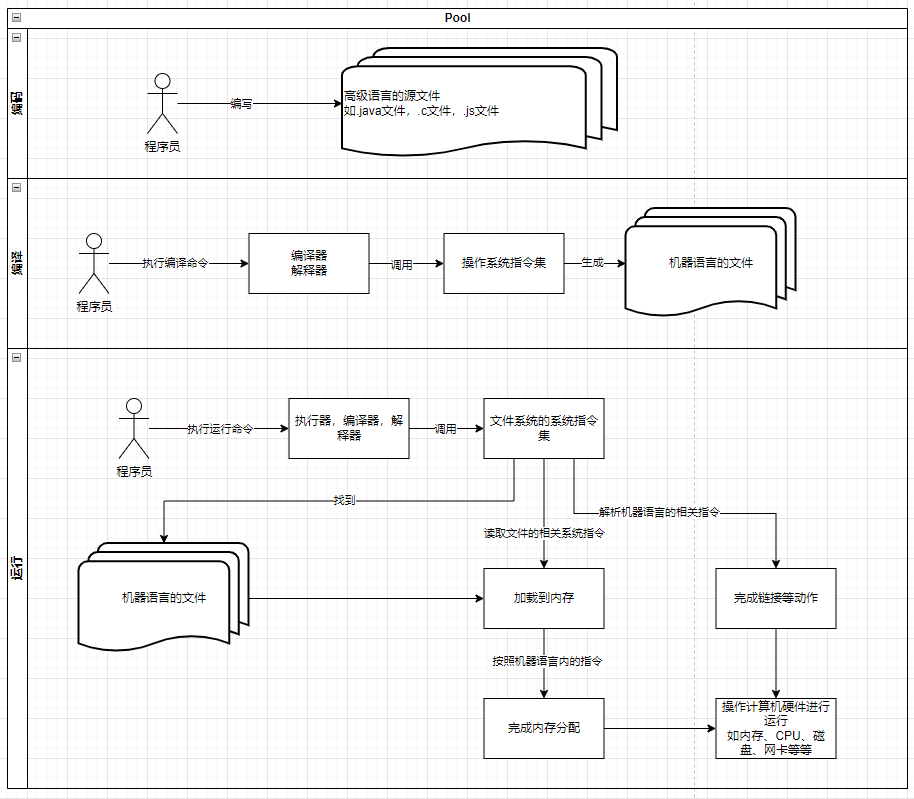 Pool
编码
高级语言的源文件
如.java文件，.c文件，.js文件
编写
程序员
编译
执行编译命令
编译器
解释器
调用
操作系统指令集
生成
机器语言的文件
程序员
运行
执行运行命令
执行器，编译器，解
释器
调用
文件系统的系统指令
集
程序员
找到
解析机器语言的相关指令
读取文件的相关系统指令
机器语言的文件
加载到内存
完成链接等动作
按照机器语言内的指令
完成内存分配
操作计算机硬件进行
运行
如内存、CPU、磁
盘、网卡等等